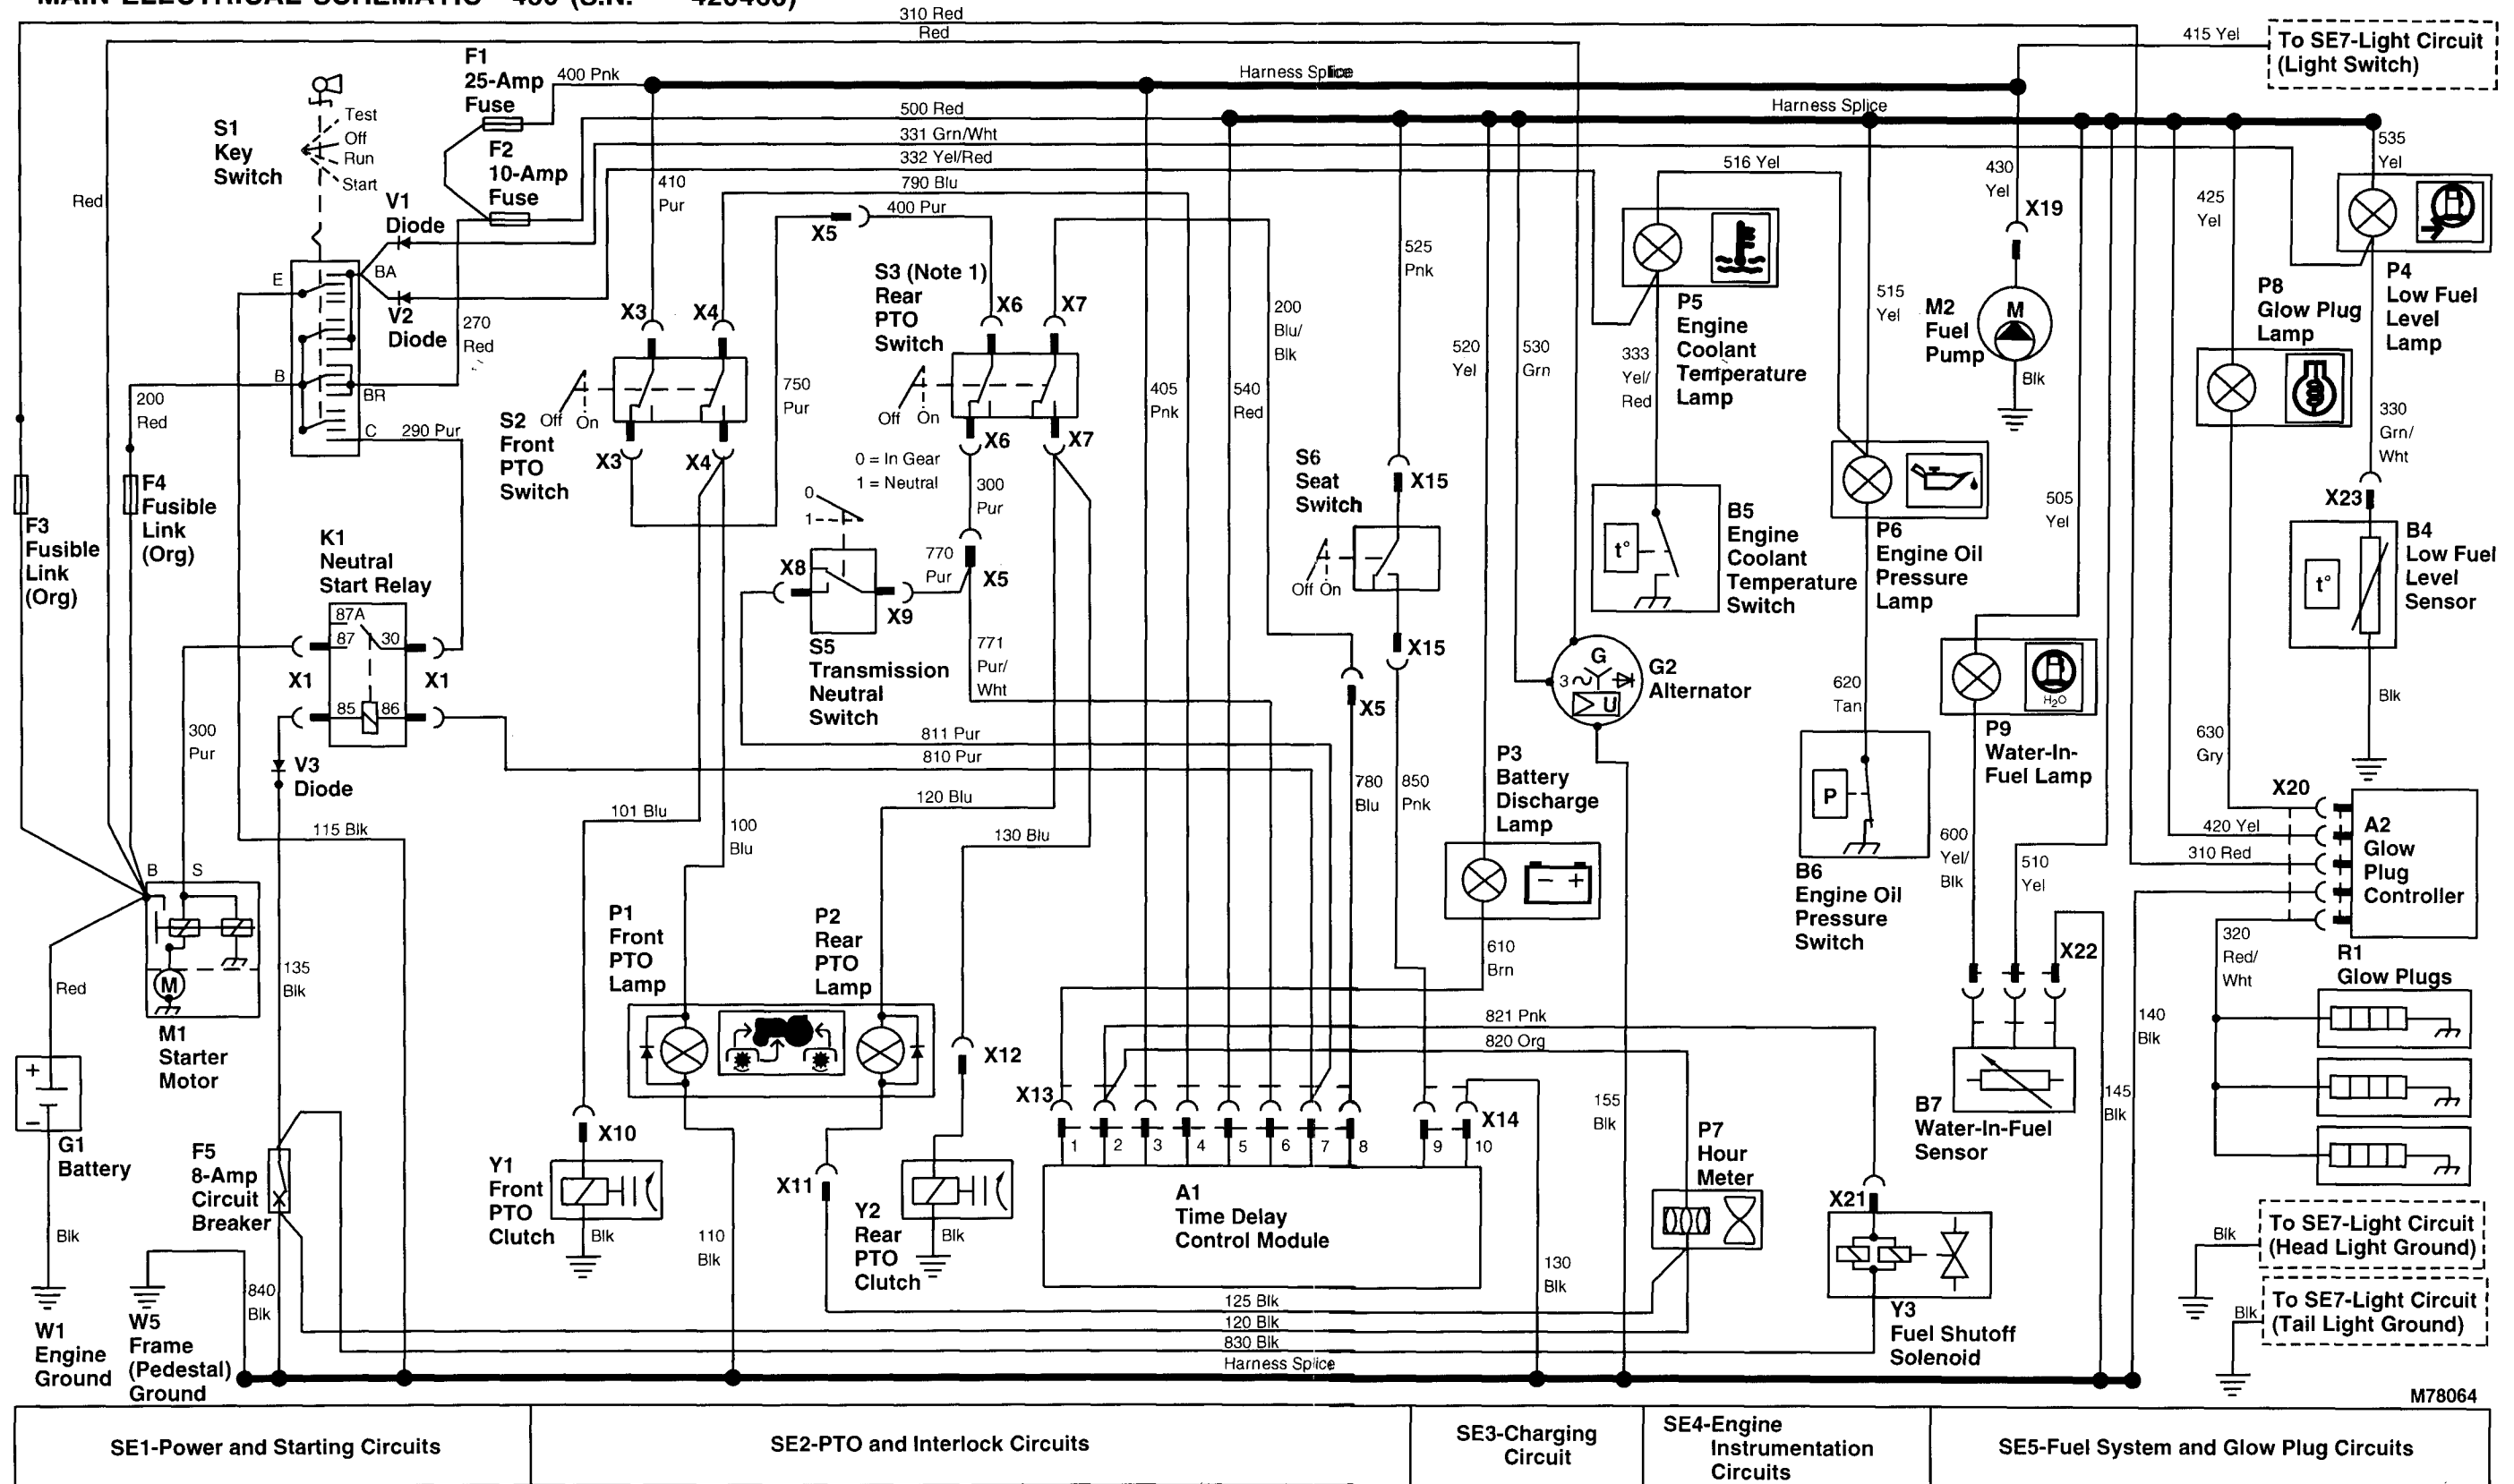 MAIN ELECTRICAL SCHEMATIC
310 Red
Red
415 Yel
To SE7-Light Circuit
(Light Switch)
F1
25-Amp
Fuse
400 Pnk
Harness Splice
500 Red
Harness Splice
331 Grn/Wht
332 Yel/Red
790 Blu
400 Pur
516 Yel
S1
Key
Switch
Test
Off
Run
Start
F2
10-Amp
Fuse
V1
Diode
V2
Diode
E
BA
B
BR
C
270
Red
290 Pur
200
Red
Red
410
Pur
X5
X3
X4
S2
Front
PTO
Switch
Off
On
X3
X4
750
Pur
S3 (Note 1)
Rear
PTO
Switch
X6
X7
Off
On
X6
X7
0 = In Gear
1 = Neutral
0
1
300
Pur
770
Pur
X5
X8
X9
S5
Transmission
Neutral
Switch
771
Pur/
Wht
811 Pur
810 Pur
405
Pnk
540
Red
200
Blu/
Blk
525
Pnk
S6
Seat
Switch
X15
Off On
X15
X5
780
Blu
850
Pnk
520
Yel
530
Grn
333
Yel/
Red
P5
Engine
Coolant
Temperature
Lamp
B5
Engine
Coolant
Temperature
Switch
t°
G
3
U
G2
Alternator
515
Yel
430
Yel
X19
M2
Fuel
Pump
M
Blk
425
Yel
535
Yel
P4
Low Fuel
Level
Lamp
P8
Glow Plug
Lamp
330
Grn/
Wht
X23
B4
Low Fuel
Level
Sensor
t°
Blk
P6
Engine Oil
Pressure
Lamp
505
Yel
620
Tan
P
B6
Engine Oil
Pressure
Switch
H2O
P9
Water-In-
Fuel Lamp
600
Yel/
Blk
510
Yel
630
Gry
X20
420 Yel
310 Red
A2
Glow
Plug
Controller
320
Red/
Wht
R1
Glow Plugs
X22
B7
Water-In-Fuel
Sensor
140
Blk
145
Blk
F3
Fusible
Link
(Org)
F4
Fusible
Link
(Org)
K1
Neutral
Start Relay
87A
87
30
X1
X1
85
86
300
Pur
V3
Diode
115 Blk
B
S
M
M1
Starter
Motor
Red
135
Blk
G1
Battery
+
−
Blk
W1
Engine
Ground
W5
Frame
(Pedestal)
Ground
840
Blk
F5
8-Amp
Circuit
Breaker
101 Blu
100
Blu
120 Blu
130 Blu
P1
Front
PTO
Lamp
P2
Rear
PTO
Lamp
X10
Y1
Front
PTO
Clutch
Blk
110
Blk
X11
X12
Y2
Rear
PTO
Clutch
Blk
P3
Battery
Discharge
Lamp
− +
610
Brn
821 Pnk
820 Org
X13
X14
1
2
3
4
5
6
7
8
9
10
A1
Time Delay
Control Module
130
Blk
155
Blk
P7
Hour
Meter
X21
Y3
Fuel Shutoff
Solenoid
125 Blk
120 Blk
830 Blk
Harness Splice
Blk
To SE7-Light Circuit
(Head Light Ground)
Blk
To SE7-Light Circuit
(Tail Light Ground)
M78064
SE1-Power and Starting Circuits
SE2-PTO and Interlock Circuits
SE3-Charging
Circuit
SE4-Engine
Instrumentation
Circuits
SE5-Fuel System and Glow Plug Circuits